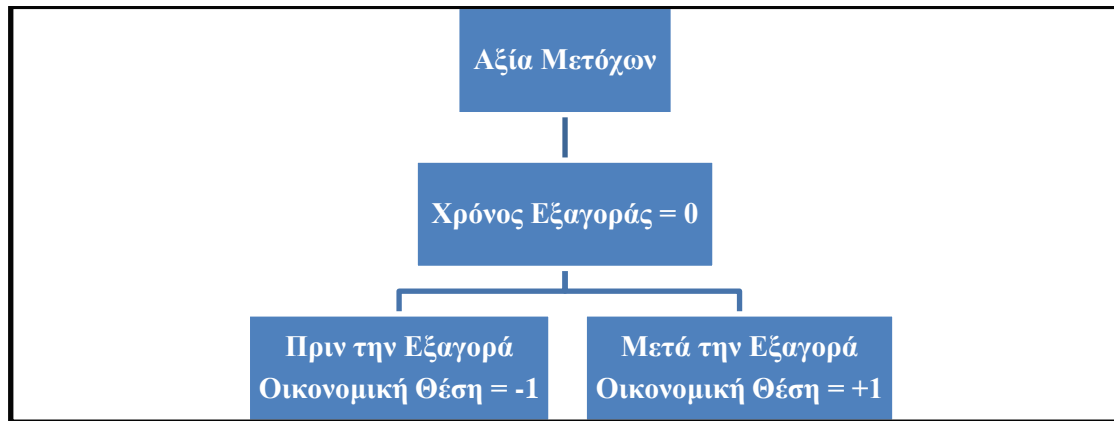 Αξία Μετόχων
Χρόνος Εξαγοράς = 0
Πριν την Εξαγορά
Οικονομική Θέση = -1
Μετά την Εξαγορά
Οικονομική Θέση = +1